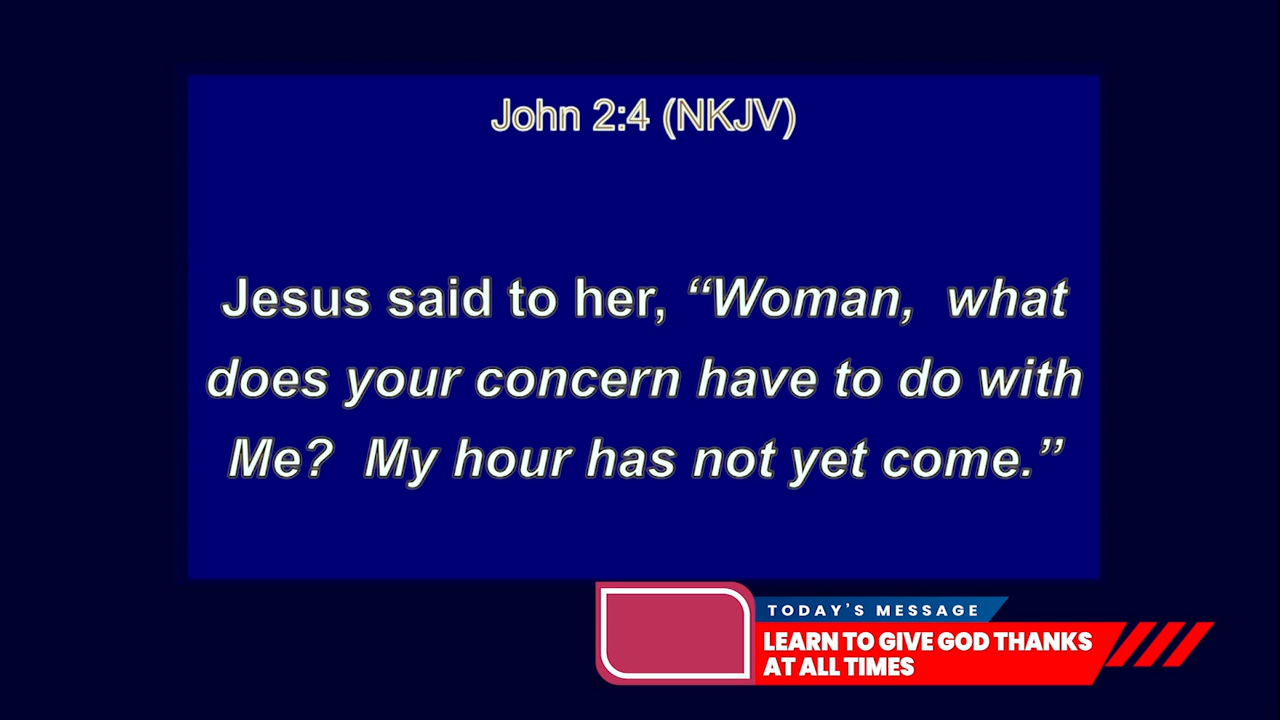 John 2:4 (NKJV)
Jesus said to her, “Woman,  what
does your concern have to do with
Me?  My hour has not yet come.”
TODAY’S MESSAGE
LEARN TO GIVE GOD THANKS
AT ALL TIMES